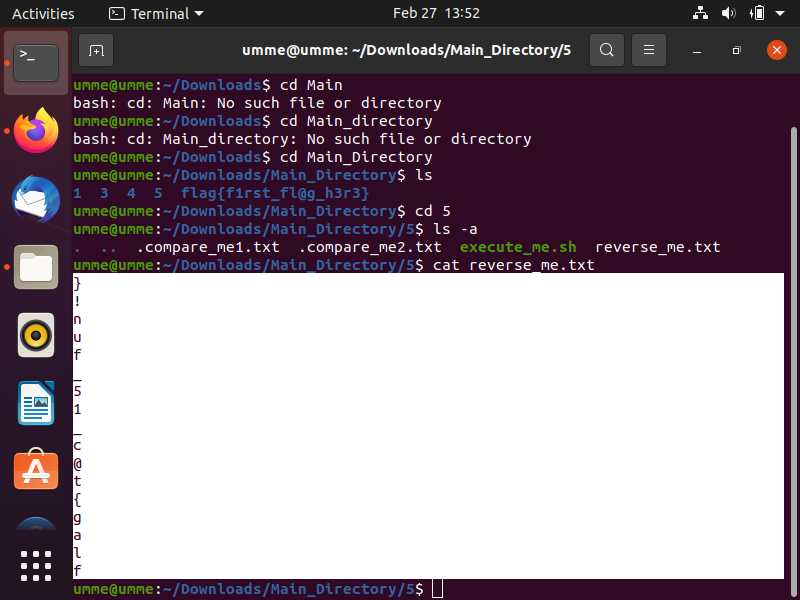 Activities
Terminal
Feb 27 13:52
umme@umme: ~/Downloads/Main_Directory/5
umme@umme:~/Downloads$ cd Main
bash: cd: Main: No such file or directory
umme@umme:~/Downloads$ cd Main_directory
bash: cd: Main_directory: No such file or directory
umme@umme:~/Downloads$ cd Main_Directory
umme@umme:~/Downloads/Main_Directory$ ls
1 3 4 5 flag{f1rst_fl@g_h3r3}
umme@umme:~/Downloads/Main_Directory$ cd 5
umme@umme:~/Downloads/Main_Directory/5$ ls -a
. .. .compare_me1.txt .compare_me2.txt execute_me.sh reverse_me.txt
umme@umme:~/Downloads/Main_Directory/5$ cat reverse_me.txt
}
!
n
u
f
_
5
1
_
c
@
t
{
g
a
l
f
umme@umme:~/Downloads/Main_Directory/5$